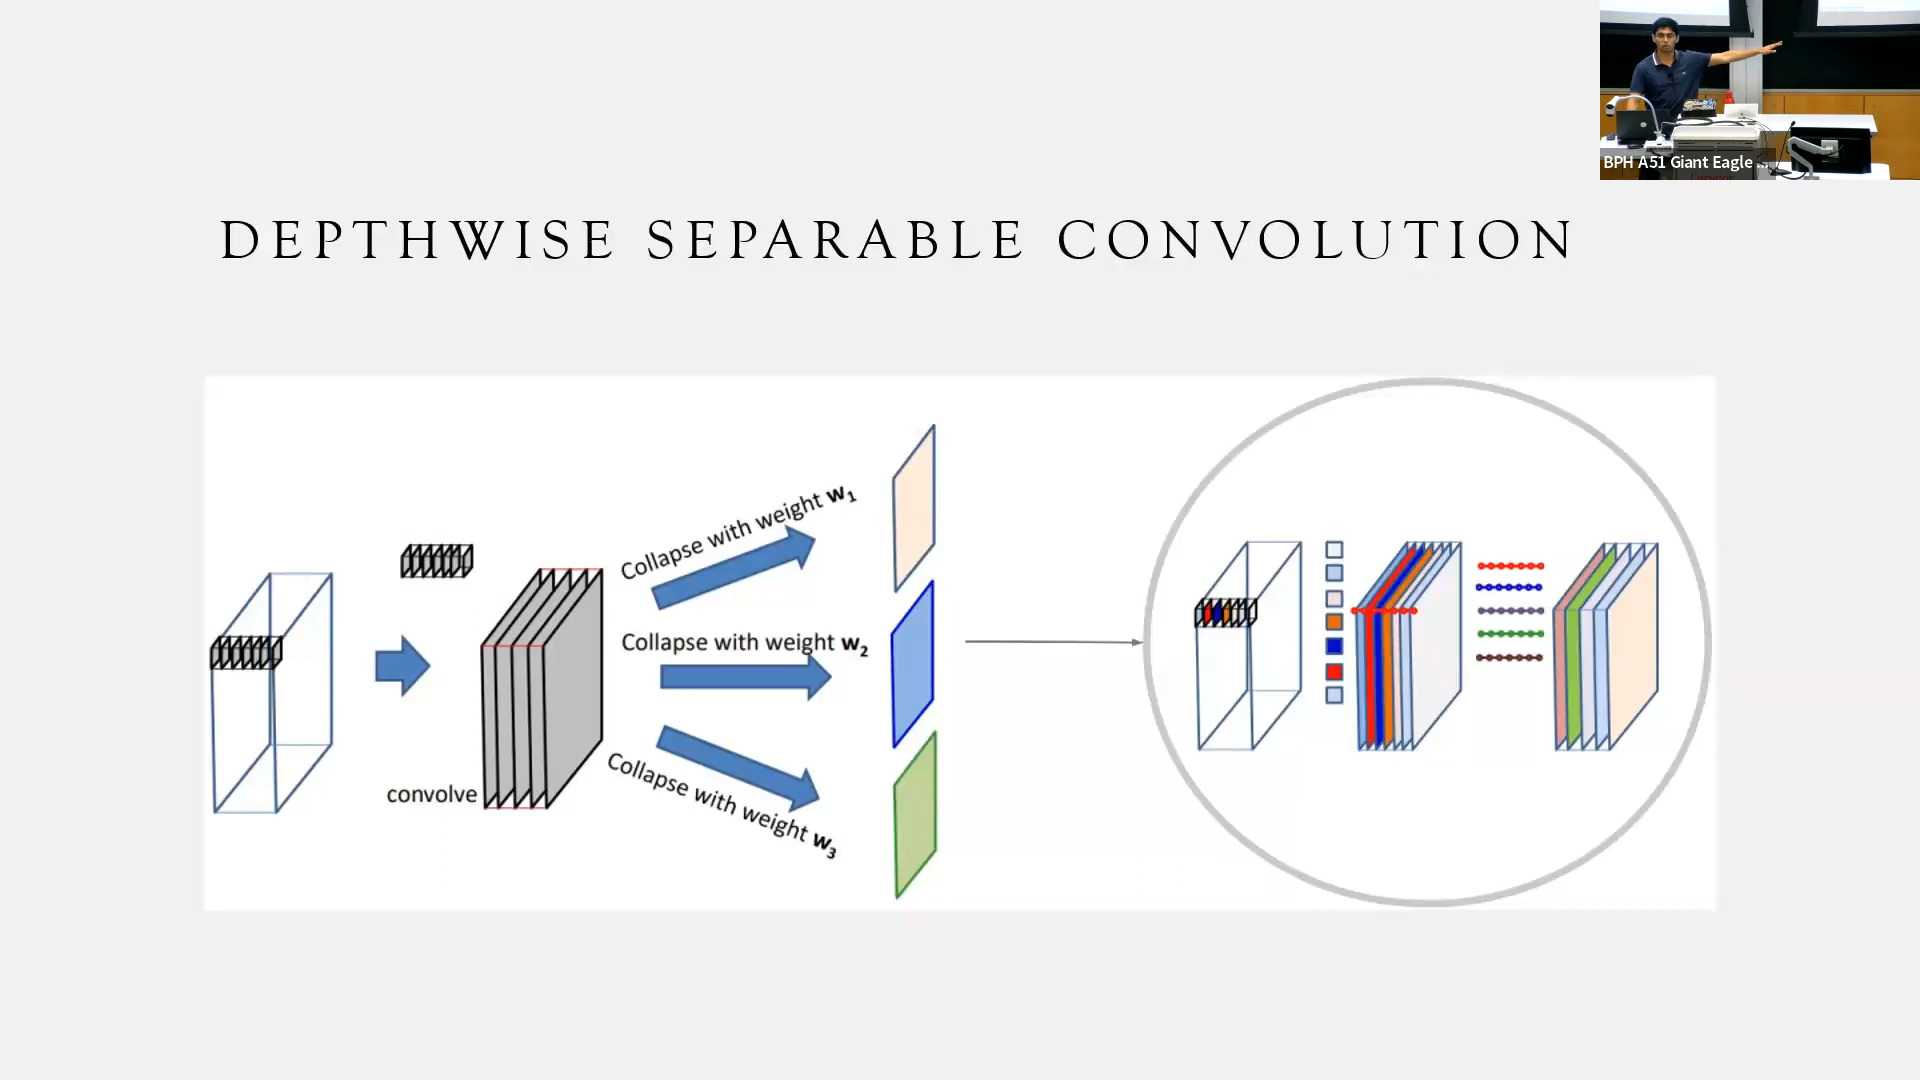 BPH A51 Giant Eagle ...
DEPTHWISE SEPARABLE CONVOLUTION
Collapse with weight w1
Collapse with weight w2
convolve
Collapse with weight w3